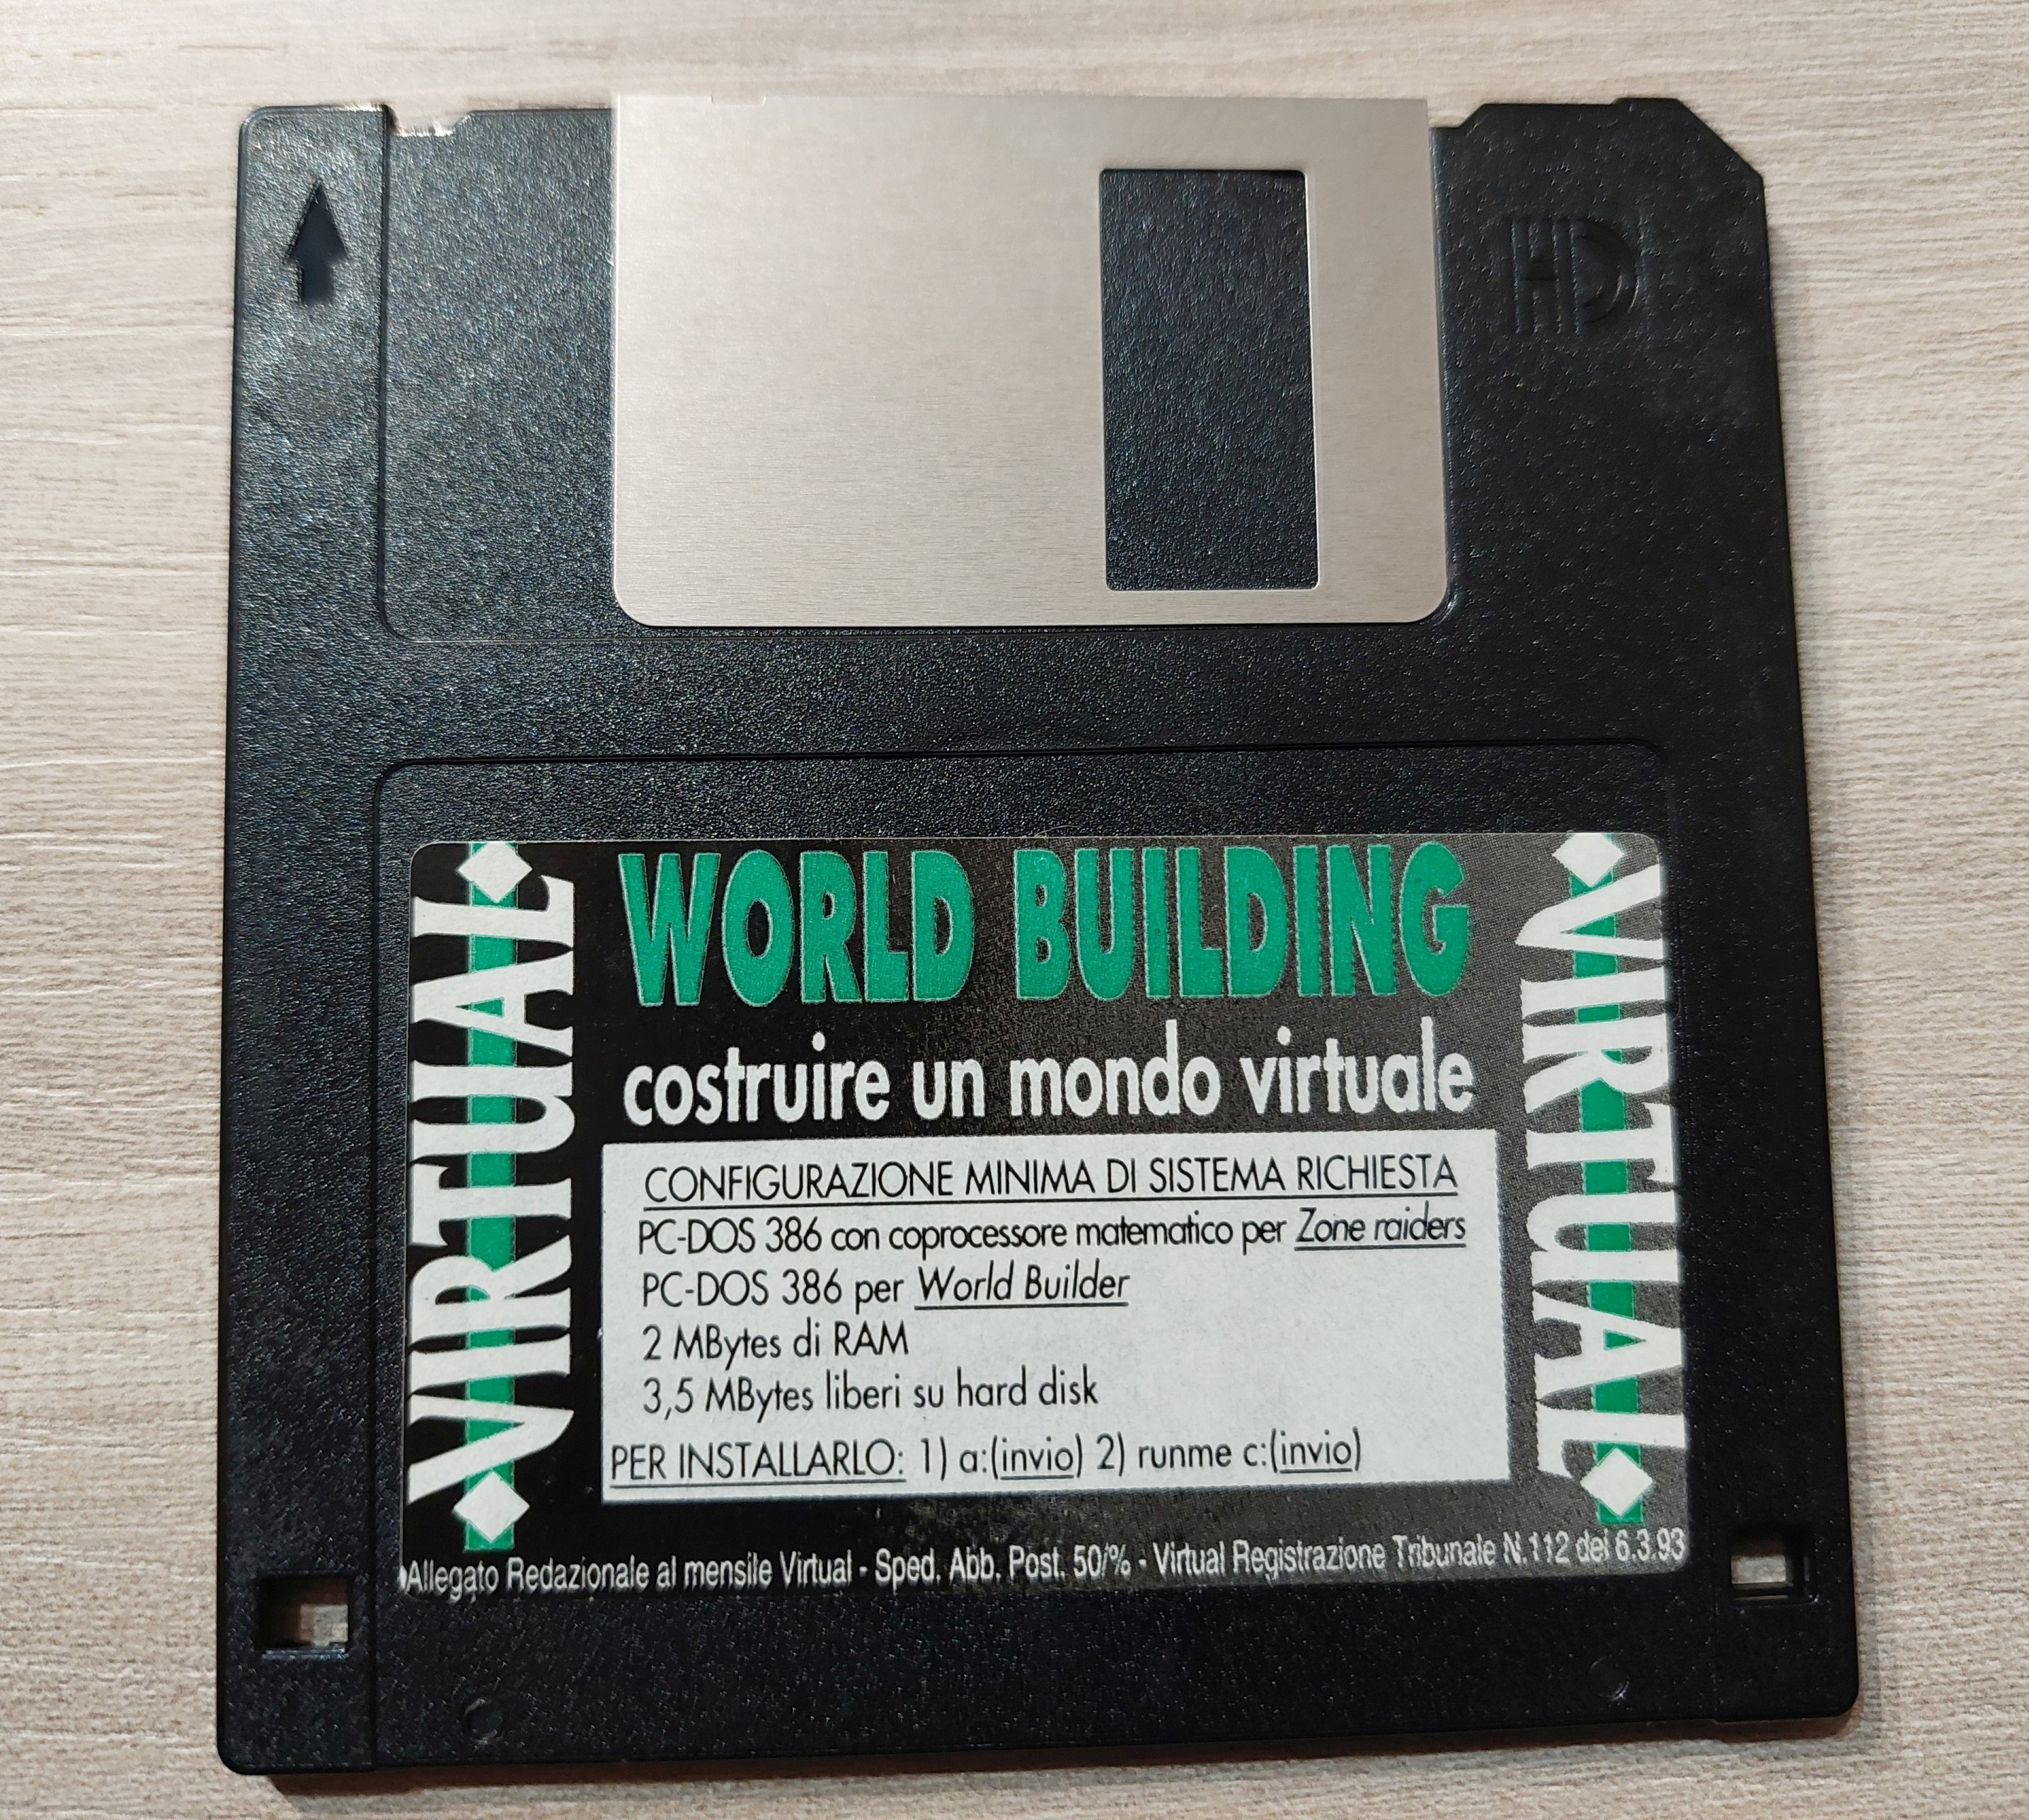 HD
VIRTUAL
WORLD BUILDING
costruire un mondo virtuale
CONFIGURAZIONE MINIMA DI SISTEMA RICHIESTA
PC-DOS 386 con coprocessore matematico per Zone raiders
PC-DOS 386 per World Builder
2 MBytes di RAM
3,5 MBytes liberi su hard disk
PER INSTALLARLO: 1) a:(invio) 2) runme c:(invio)
VIRTUAL
Allegato Redazionale al mensile Virtual - Sped. Abb. Post. 50/% - Virtual Registrazione Tribunale N.112 del 6.3.93